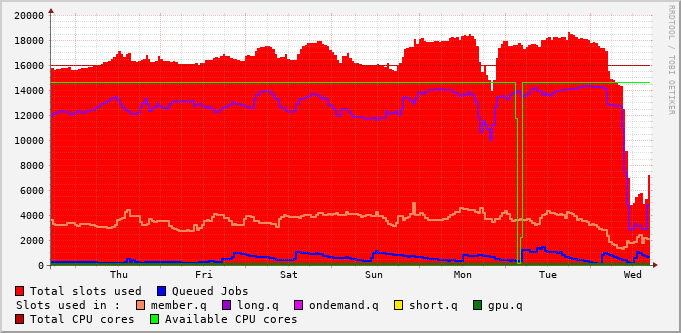 20000
18000
16000
14000
12000
10000
8000
6000
4000
2000
0
Thu Fri Sat Sun Mon Tue Wed
RRDTOOL / TOBI OETIKER
Total slots used Queued Jobs
Slots used in : member.q long.q ondemand.q short.q gpu.q
Total CPU cores Available CPU cores